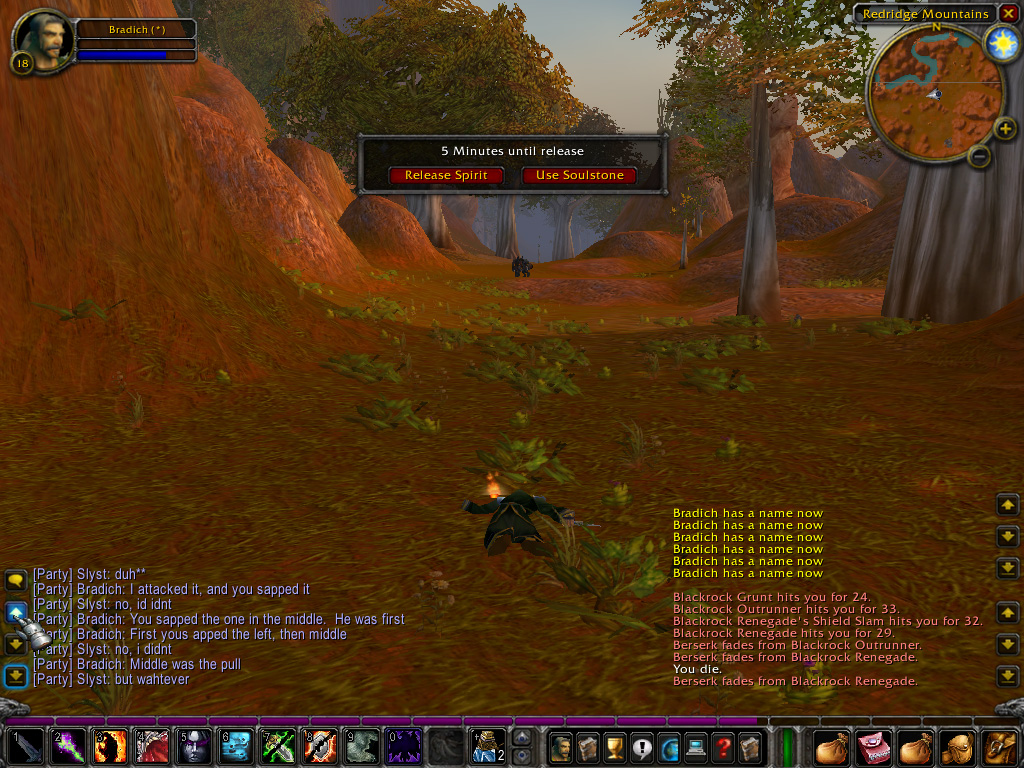 Bradich (*)
18
Redridge Mountains
N
5 Minutes until release
Release Spirit
Use Soulstone
Bradich has a name now
Bradich has a name now
Bradich has a name now
Bradich has a name now
Bradich has a name now
Bradich has a name now
Blackrock Grunt hits you for 24.
Blackrock Outrunner hits you for 33.
Blackrock Renegade's Shield Slam hits you for 32.
Blackrock Renegade hits you for 29.
Berserk fades from Blackrock Outrunner.
Berserk fades from Blackrock Renegade.
You die.
Berserk fades from Blackrock Renegade.
[Party] Slyst: duh**
[Party] Bradich: I attacked it, and you sapped it
[Party] Slyst: no, id idnt
[Party] Bradich: You sapped the one in the middle. He was first
[Party] Bradich: First yous apped the left, then middle
[Party] Slyst: no, i didnt
[Party] Bradich: Middle was the pull
[Party] Slyst: but wahtever
1 2 3 4 5 6 7 8 9 0 2